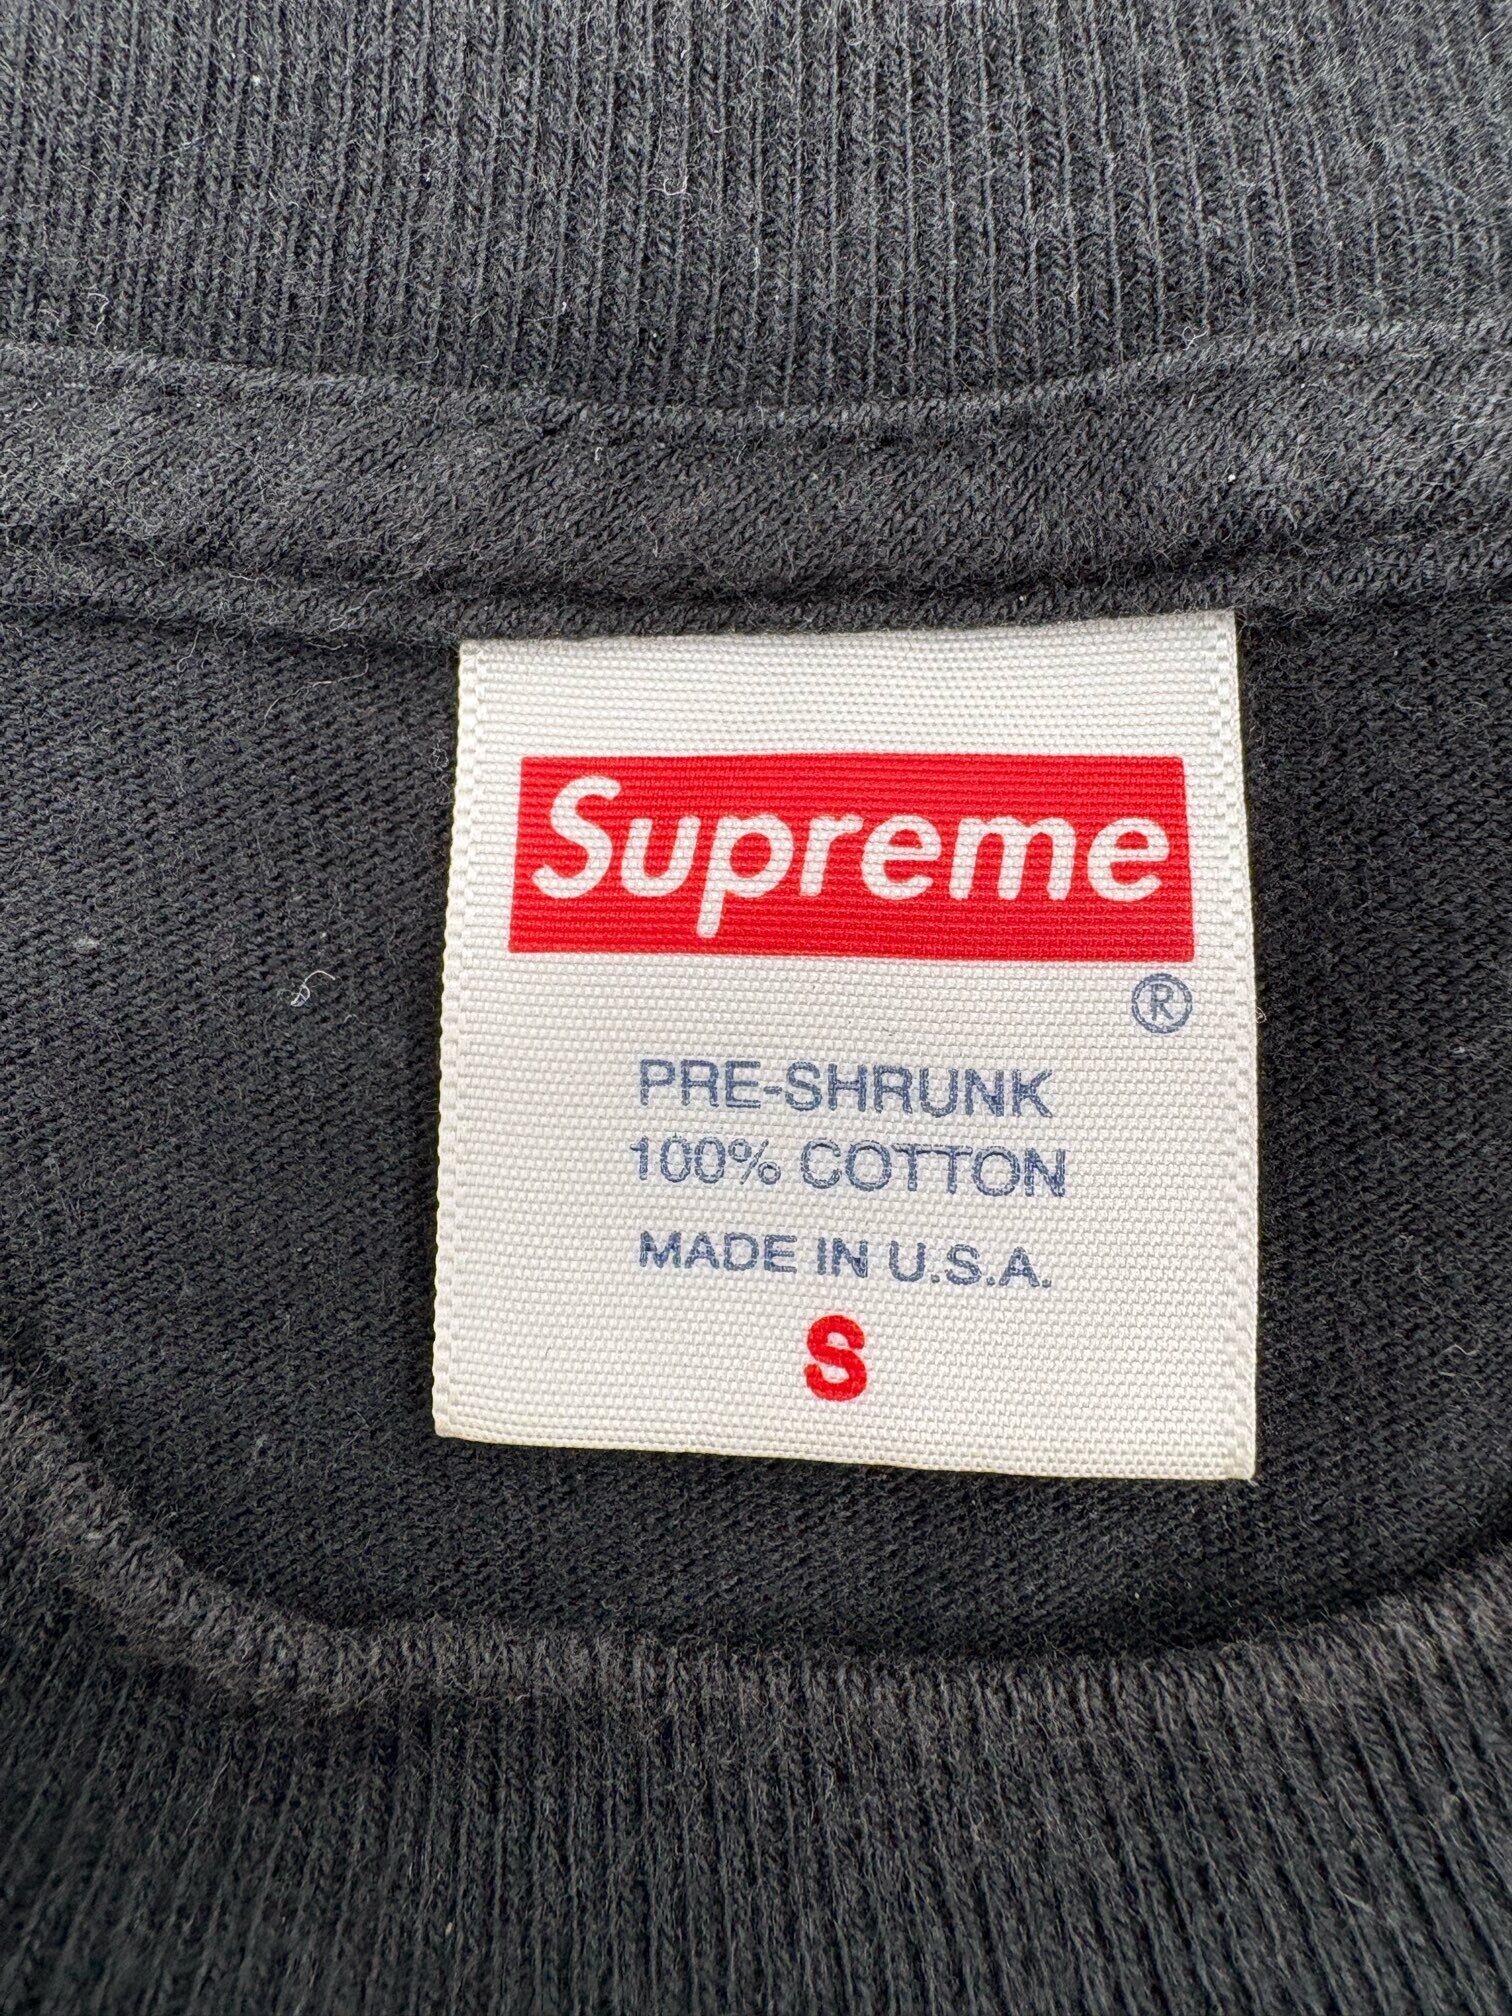 Supreme
®
PRE-SHRUNK
100% COTTON
MADE IN U.S.A.
S